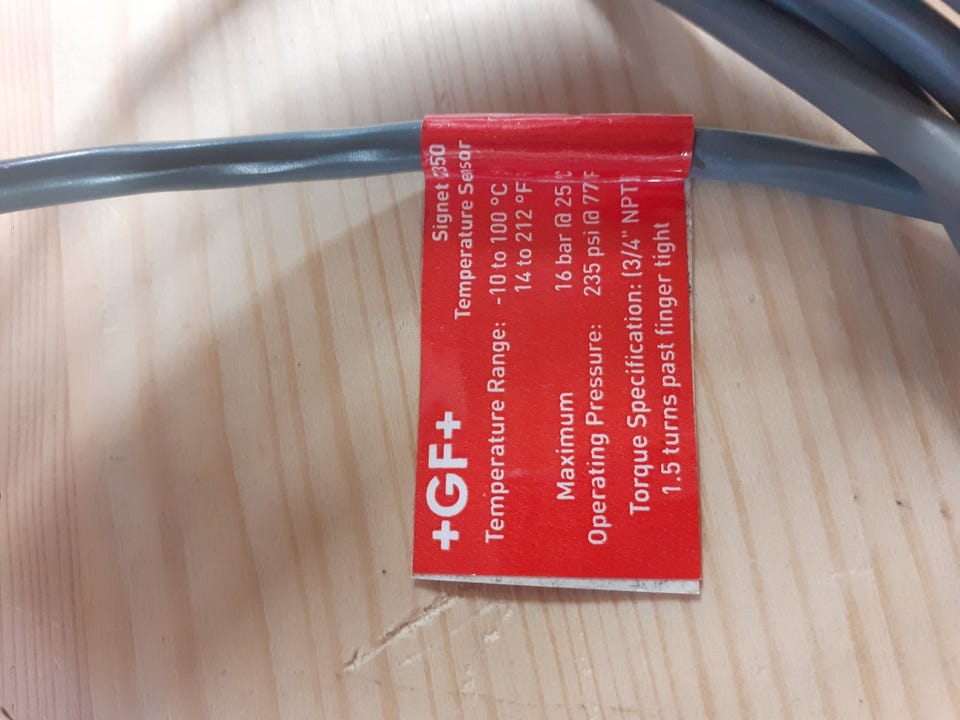 +GF+
Signet 2350
Temperature Sensor
Temperature Range: -10 to 100 °C
14 to 212 °F
Maximum 16 bar @ 25 °C
Operating Pressure: 235 psi @ 77 °F
Torque Specification: (3/4" NPT)
1.5 turns past finger tight